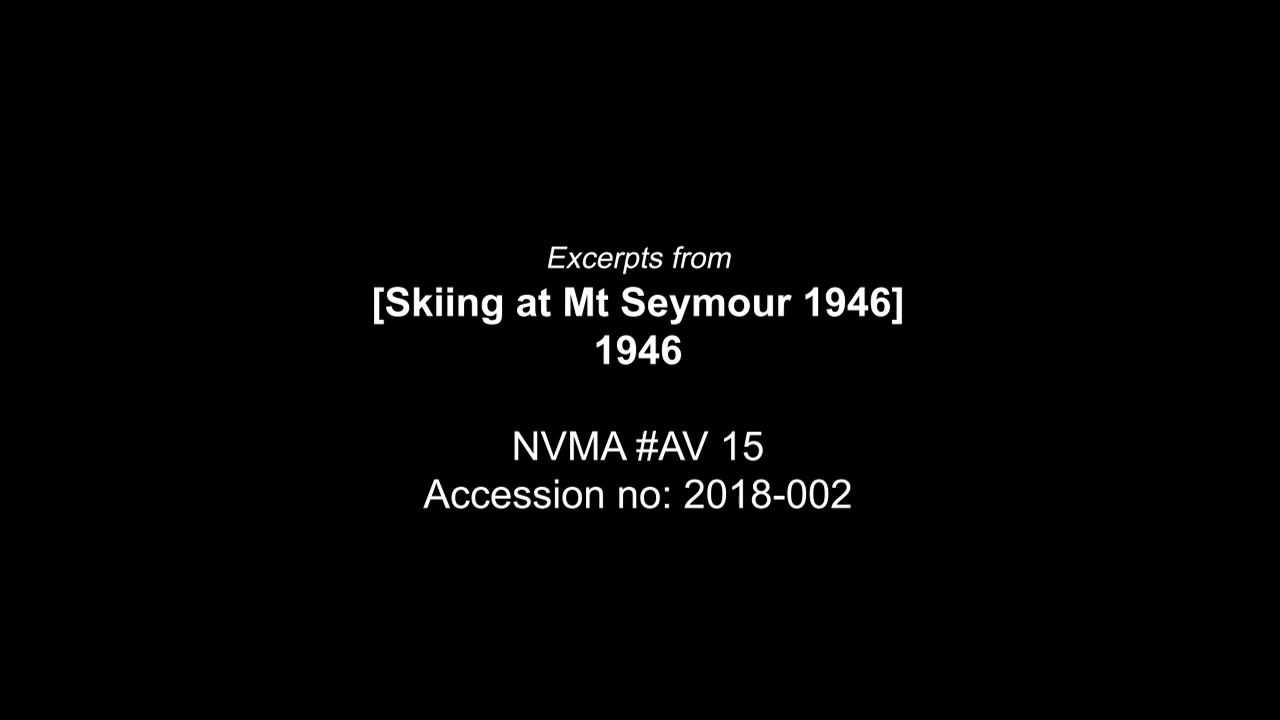 Excerpts from
[Skiing at Mt Seymour 1946]
1946
NVMA #AV 15
Accession no: 2018-002